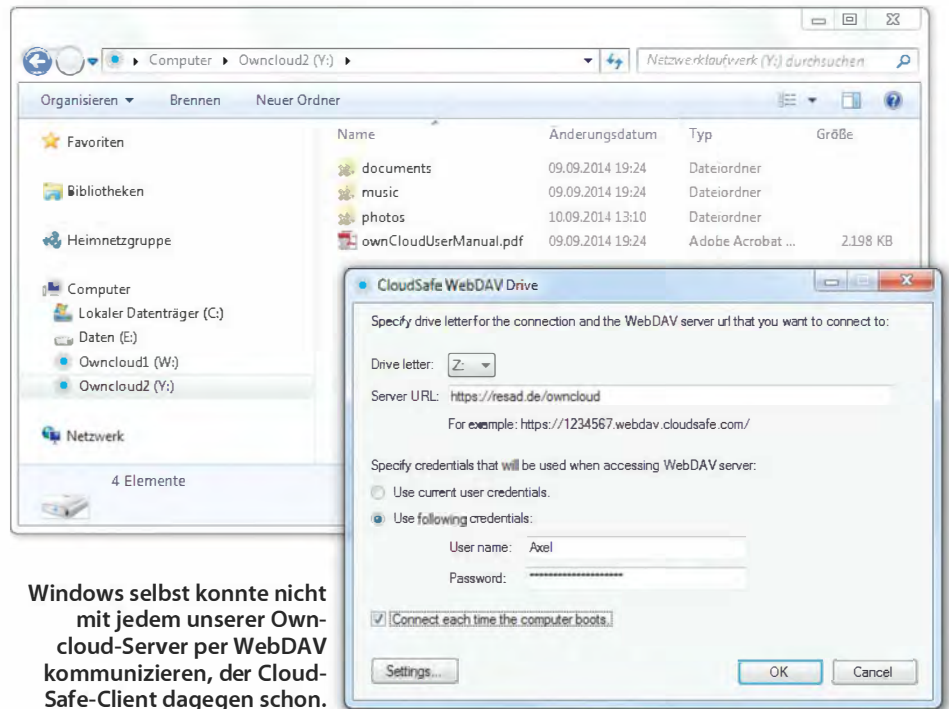 Computer ▸ Owncloud2 (Y:) ▸
Netzwerklaufwerk (Y:) durchsuchen
Organisieren Brennen Neuer Ordner
Name Änderungsdatum Typ Größe
Favoriten
Bibliotheken
Heimnetzgruppe
Computer
Lokaler Datenträger (C:)
Daten (E:)
Owncloud1 (W:)
Owncloud2 (Y:)
Netzwerk
documents 09.09.2014 19:24 Dateiordner
music 09.09.2014 19:24 Dateiordner
photos 10.09.2014 13:10 Dateiordner
ownCloudUserManual.pdf 09.09.2014 19:24 Adobe Acrobat ... 2.198 KB
4 Elemente
CloudSafe WebDAV Drive
Specify drive letter for the connection and the WebDAV server url that you want to connect to:
Drive letter: Z:
Server URL: https://resad.de/owncloud
For example: https://1234567.webdav.cloudsafe.com/
Specify credentials that will be used when accessing WebDAV server:
Use current user credentials.
Use following credentials:
User name: Axel
Password: ********************
Connect each time the computer boots.
Settings... OK Cancel
Windows selbst konnte nicht
mit jedem unserer Own-
cloud-Server per WebDAV
kommunizieren, der Cloud-
Safe-Client dagegen schon.